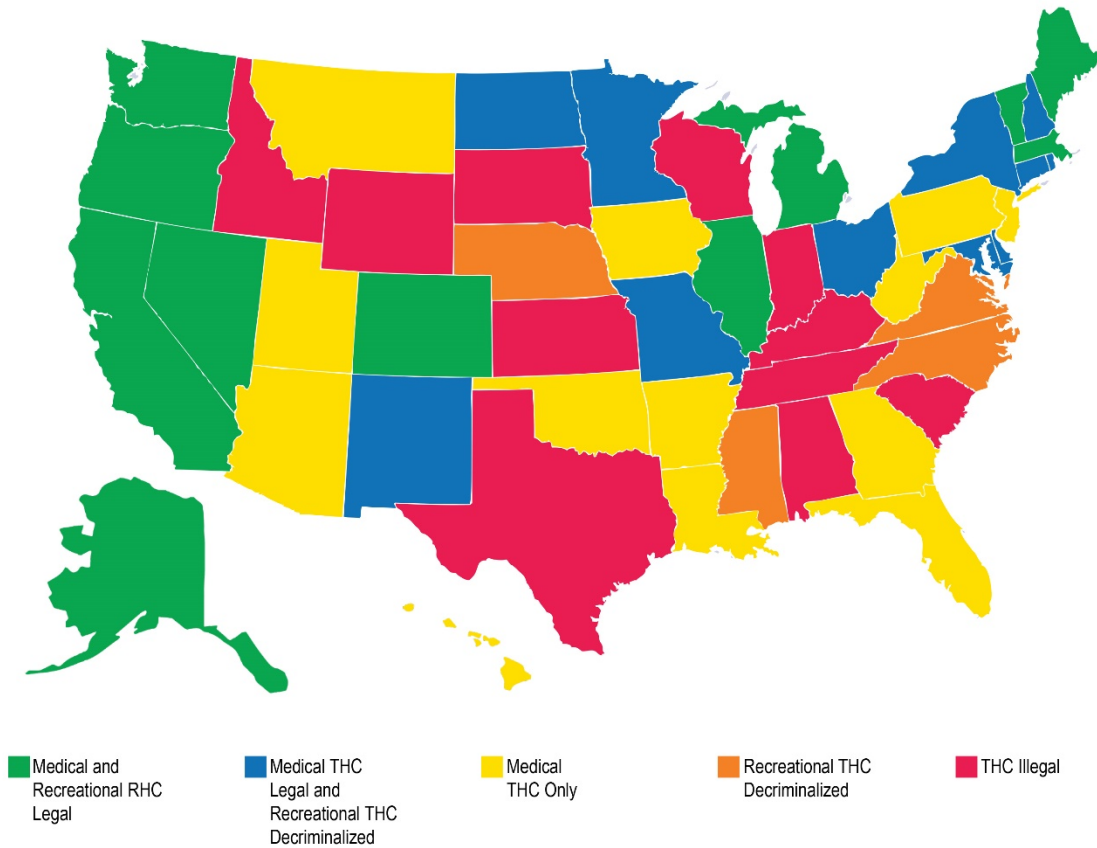 Medical and
Recreational RHC
Legal
Medical THC
Legal and
Recreational THC
Decriminalized
Medical
THC Only
Recreational THC
Decriminalized
THC Illegal